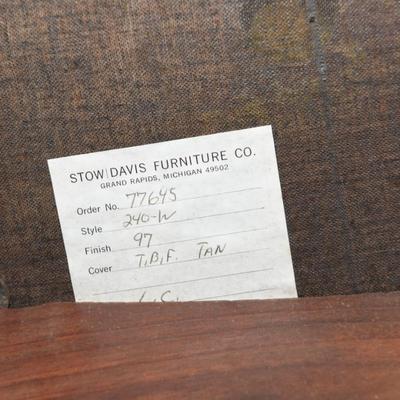 STOW|DAVIS FURNITURE CO.
GRAND RAPIDS, MICHIGAN 49502
Order No. 77645
Style 240-W
Finish 97
Cover T.B.F. TAN